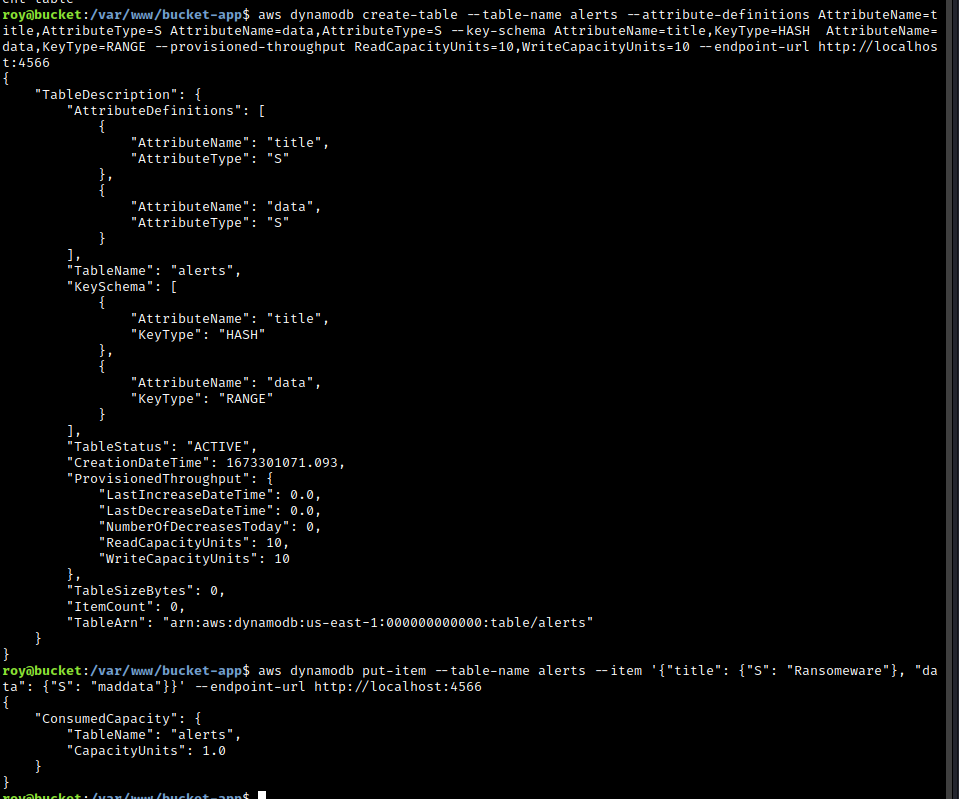 ent table
roy@bucket:/var/www/bucket-app$ aws dynamodb create-table --table-name alerts --attribute-definitions AttributeName=t
itle,AttributeType=S AttributeName=data,AttributeType=S --key-schema AttributeName=title,KeyType=HASH  AttributeName=
data,KeyType=RANGE --provisioned-throughput ReadCapacityUnits=10,WriteCapacityUnits=10 --endpoint-url http://localhos
t:4566
{
    "TableDescription": {
        "AttributeDefinitions": [
            {
                "AttributeName": "title",
                "AttributeType": "S"
            },
            {
                "AttributeName": "data",
                "AttributeType": "S"
            }
        ],
        "TableName": "alerts",
        "KeySchema": [
            {
                "AttributeName": "title",
                "KeyType": "HASH"
            },
            {
                "AttributeName": "data",
                "KeyType": "RANGE"
            }
        ],
        "TableStatus": "ACTIVE",
        "CreationDateTime": 1673301071.093,
        "ProvisionedThroughput": {
            "LastIncreaseDateTime": 0.0,
            "LastDecreaseDateTime": 0.0,
            "NumberOfDecreasesToday": 0,
            "ReadCapacityUnits": 10,
            "WriteCapacityUnits": 10
        },
        "TableSizeBytes": 0,
        "ItemCount": 0,
        "TableArn": "arn:aws:dynamodb:us-east-1:000000000000:table/alerts"
    }
}
roy@bucket:/var/www/bucket-app$ aws dynamodb put-item --table-name alerts --item '{"title": {"S": "Ransomeware"}, "da
ta": {"S": "maddata"}}' --endpoint-url http://localhost:4566
{
    "ConsumedCapacity": {
        "TableName": "alerts",
        "CapacityUnits": 1.0
    }
}
roy@bucket:/var/www/bucket-app$